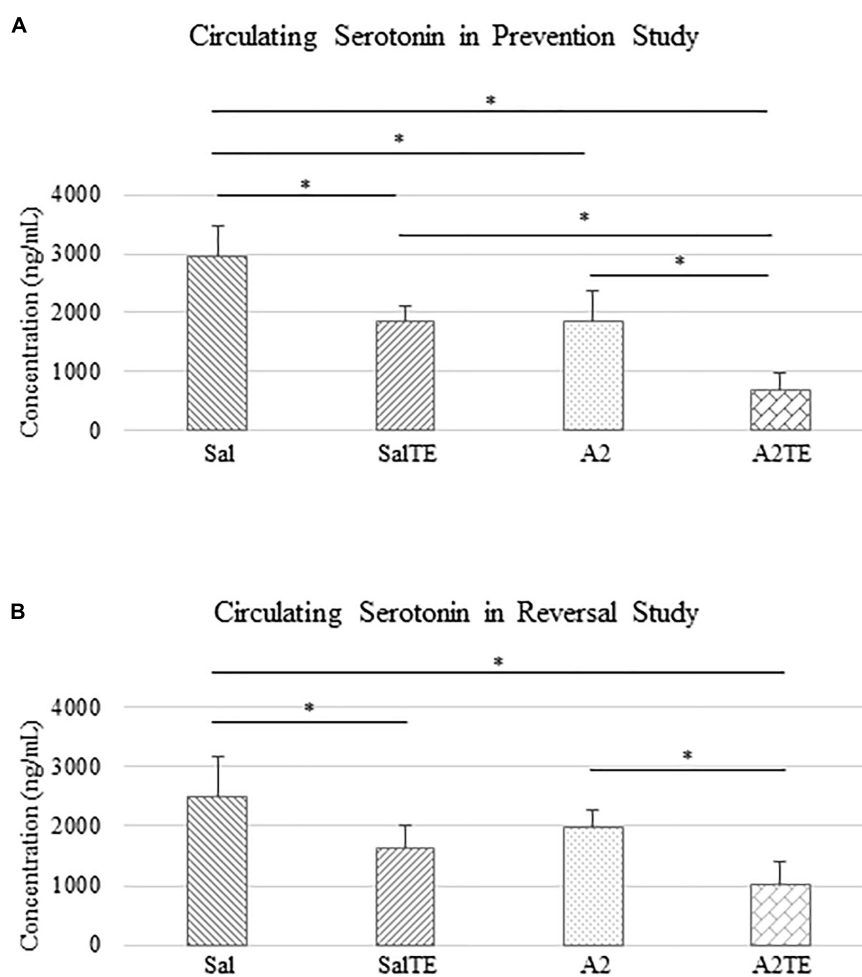 A
Circulating Serotonin in Prevention Study
*
*
*
*
*
Concentration (ng/mL)
4000
3000
2000
1000
0
Sal SalTE A2 A2TE
B
Circulating Serotonin in Reversal Study
*
*
*
Concentration (ng/mL)
4000
3000
2000
1000
0
Sal SalTE A2 A2TE